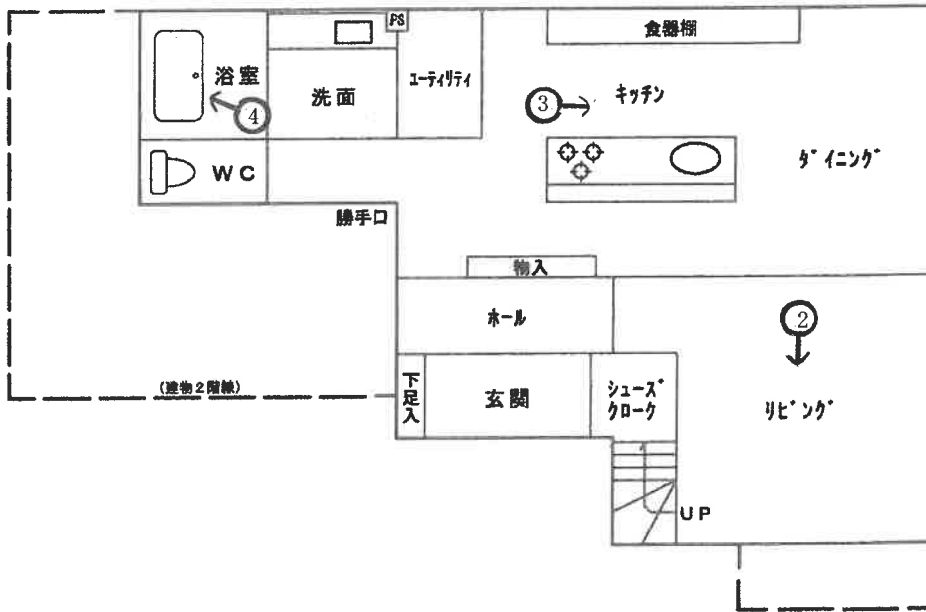 PS
食器棚
浴室
洗面
ユーティリティ
④
③
キッチン
ダイニング
WC
勝手口
物入
ホール
②
(建物2階線)
下足入
玄関
シューズ
クローク
リビング
UP